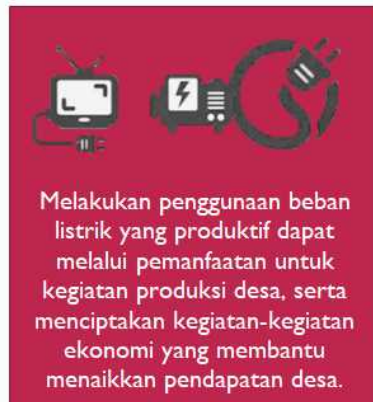 Melakukan penggunaan beban
listrik yang produktif dapat
melalui pemanfaatan untuk
kegiatan produksi desa, serta
menciptakan kegiatan-kegiatan
ekonomi yang membantu
menaikkan pendapatan desa.